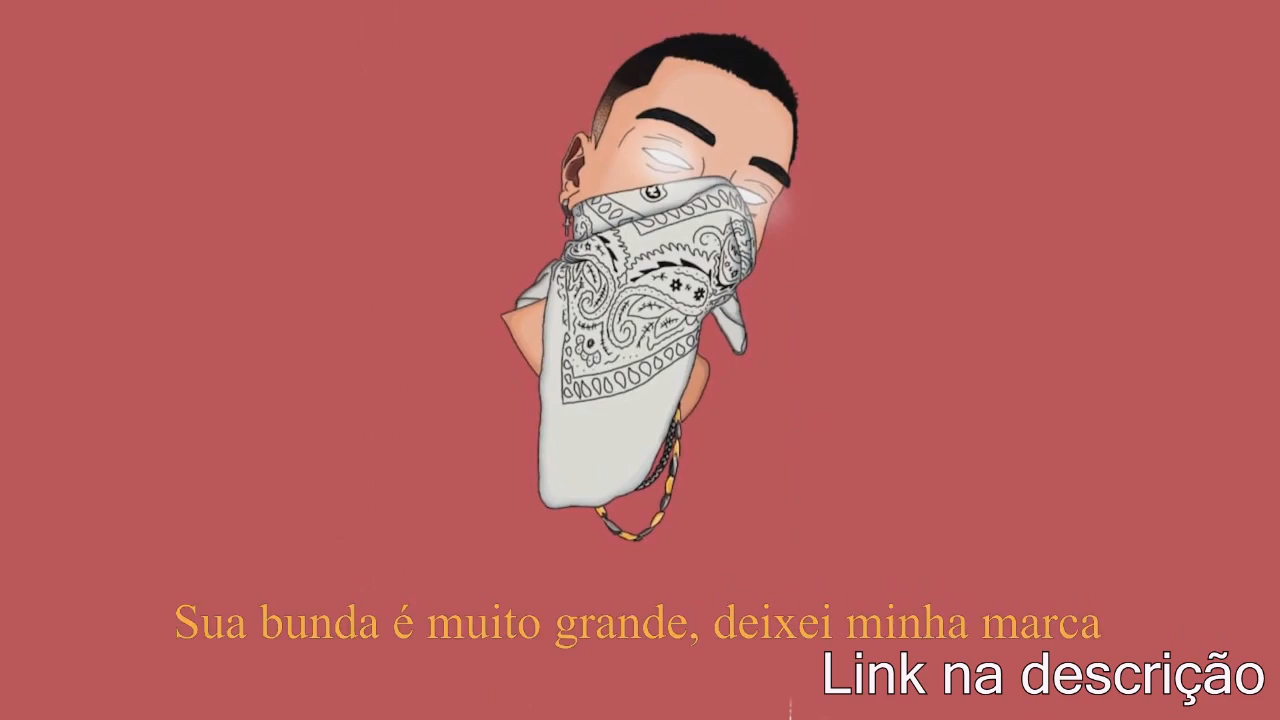 Sua bunda é muito grande, deixei minha marca
Link na descrição